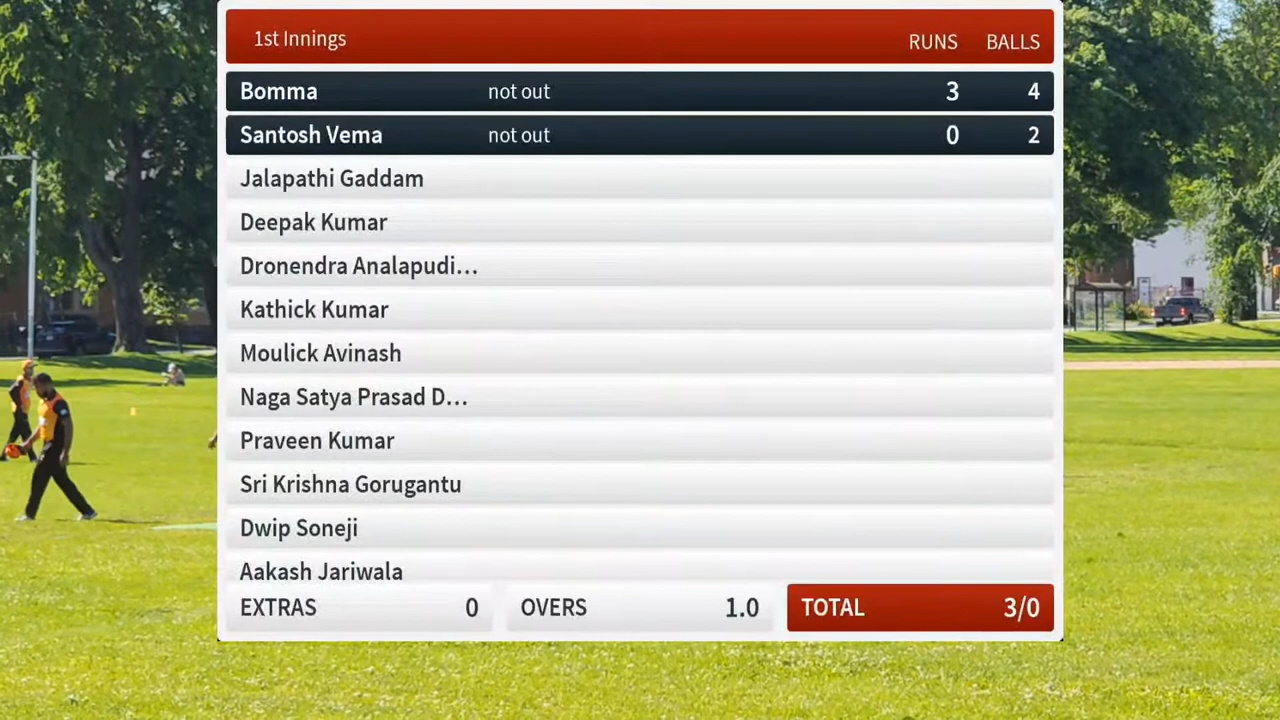 1st Innings RUNS BALLS
Bomma not out 3 4
Santosh Vema not out 0 2
Jalapathi Gaddam
Deepak Kumar
Dronendra Analapudi...
Kathick Kumar
Moulick Avinash
Naga Satya Prasad D...
Praveen Kumar
Sri Krishna Gorugantu
Dwip Soneji
Aakash Jariwala
EXTRAS 0 OVERS 1.0 TOTAL 3/0